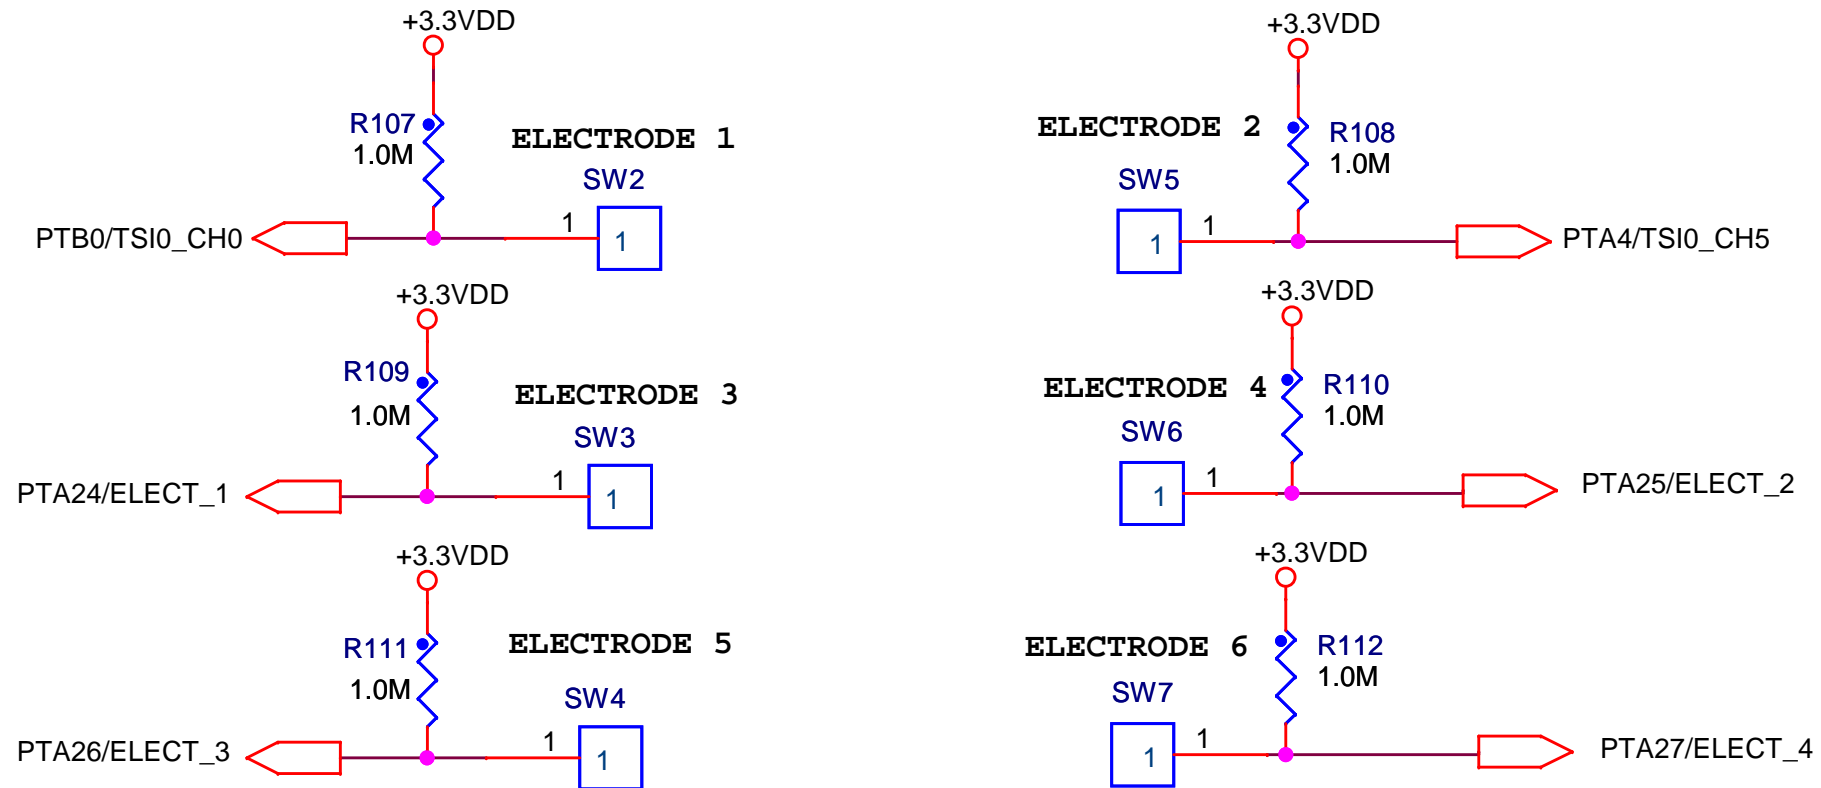 +3.3VDD
R107
1.0M
ELECTRODE 1
SW2
1
1
PTB0/TSI0_CH0
+3.3VDD
ELECTRODE 2
R108
1.0M
SW5
1
1
PTA4/TSI0_CH5
+3.3VDD
R109
1.0M
ELECTRODE 3
SW3
1
1
PTA24/ELECT_1
+3.3VDD
ELECTRODE 4
R110
1.0M
SW6
1
1
PTA25/ELECT_2
+3.3VDD
R111
1.0M
ELECTRODE 5
SW4
1
1
PTA26/ELECT_3
+3.3VDD
ELECTRODE 6
R112
1.0M
SW7
1
1
PTA27/ELECT_4